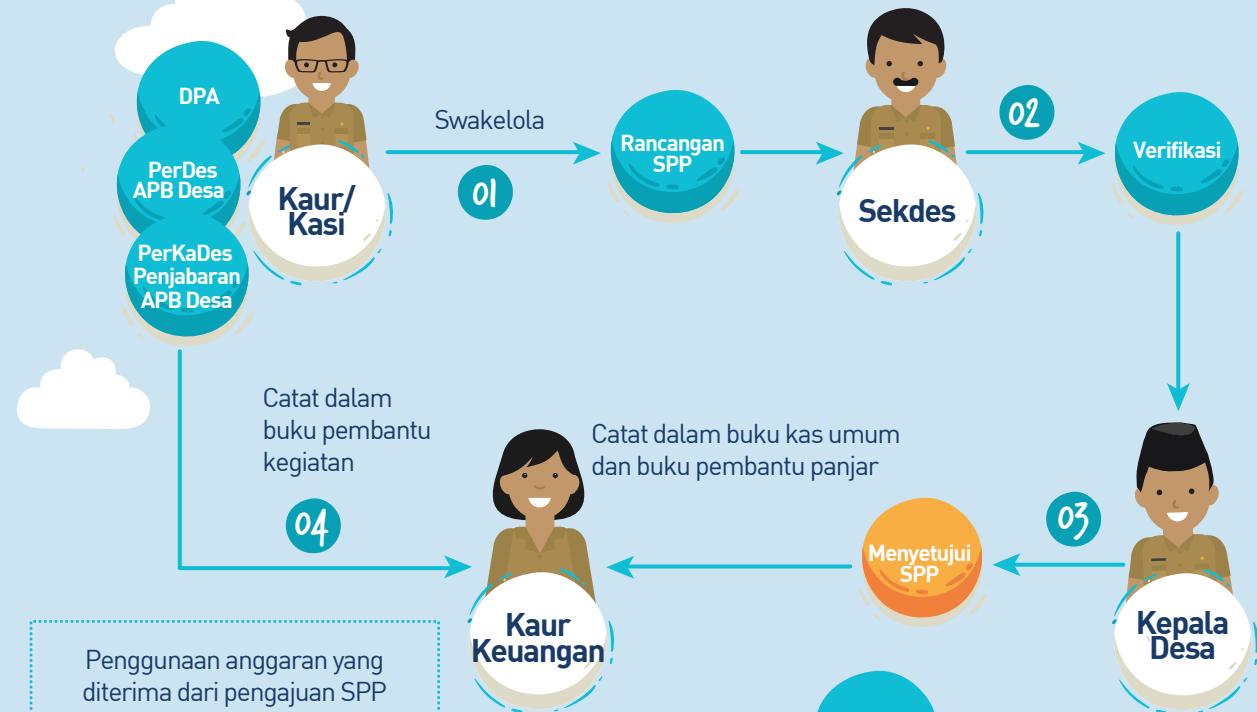 DPA
PerDes
APB Desa
PerKaDes
Penjabaran
APB Desa
Kaur/
Kasi
Swakelola
01
Rancangan
SPP
Sekdes
02
Verifikasi
Catat dalam
buku pembantu
kegiatan
04
Catat dalam buku kas umum
dan buku pembantu panjar
Kaur
Keuangan
Menyetujui
SPP
03
Kepala
Desa
Penggunaan anggaran yang
diterima dari pengajuan SPP